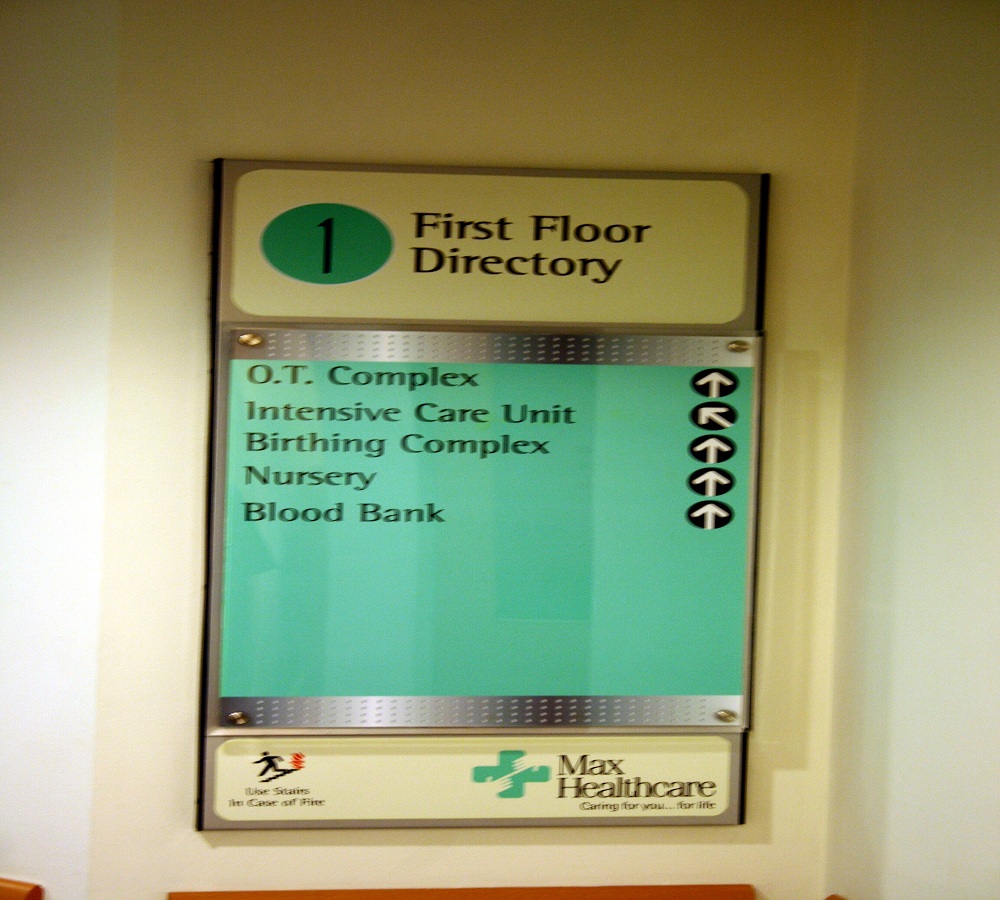 1
First Floor
Directory
O.T. Complex
Intensive Care Unit
Birthing Complex
Nursery
Blood Bank
Use Stairs
In Case of Fire
Max
Healthcare
Caring for you... for life